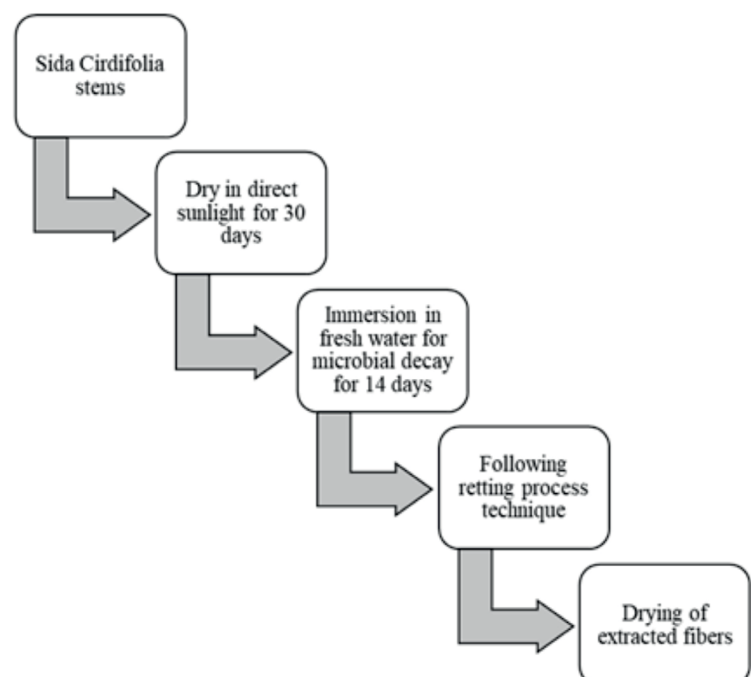 Sida Cirdifolia
stems
Dry in direct
sunlight for 30
days
Immersion in
fresh water for
microbial decay
for 14 days
Following
retting process
technique
Drying of
extracted fibers